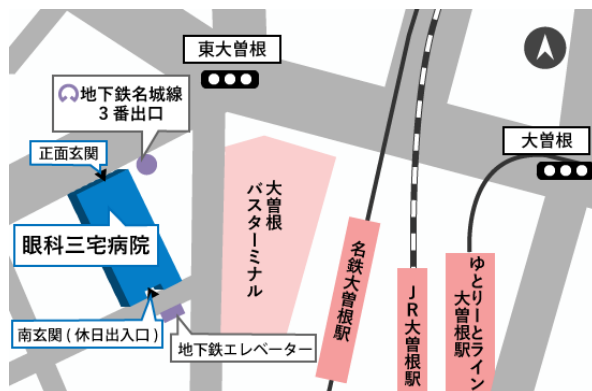 東大曽根
地下鉄名城線
3番出口
大曽根
正面玄関
大曽根
バスターミナル
眼科三宅病院
名鉄大曽根駅
JR大曽根駅
ゆとりーとライン
大曽根駅
南玄関(休日出入口)
地下鉄エレベーター